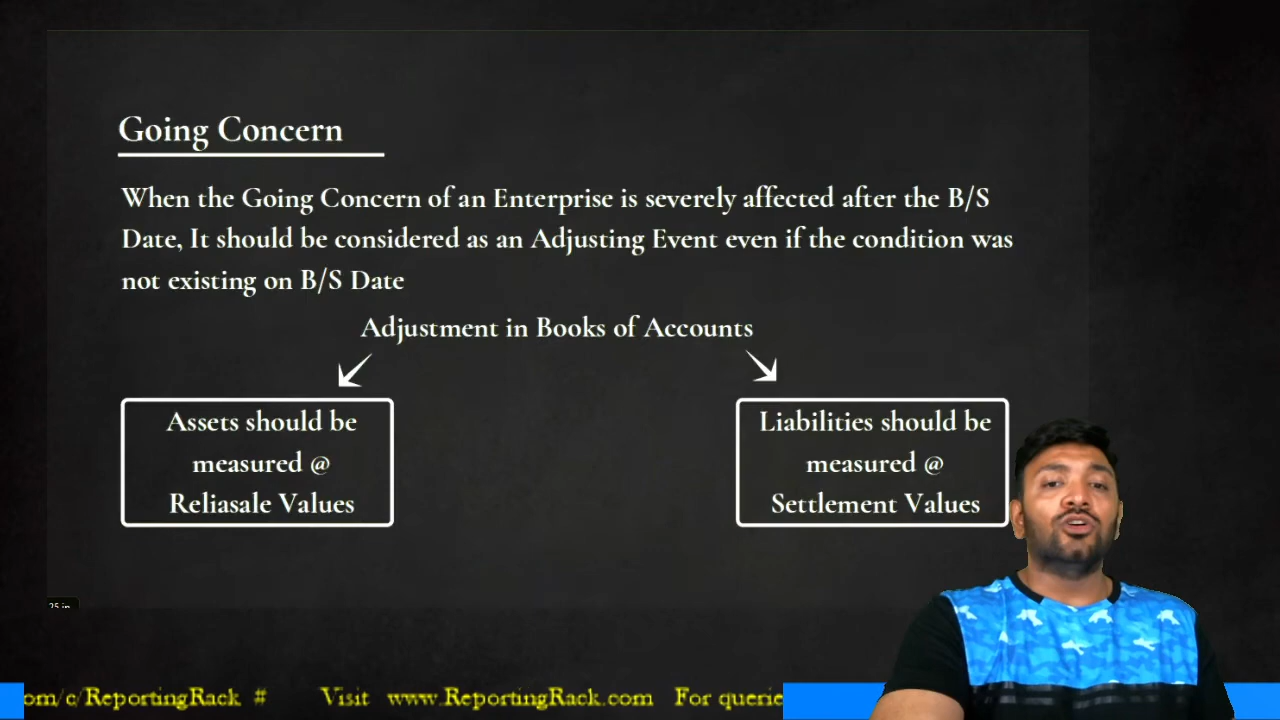 Going Concern
When the Going Concern of an Enterprise is severely affected after the B/S
Date, It should be considered as an Adjusting Event even if the condition was
not existing on B/S Date
Adjustment in Books of Accounts
Assets should be
measured @
Reliasale Values
Liabilities should be
measured @
Settlement Values
25 in
om/c/ReportingRack # Visit www.ReportingRack.com For querie